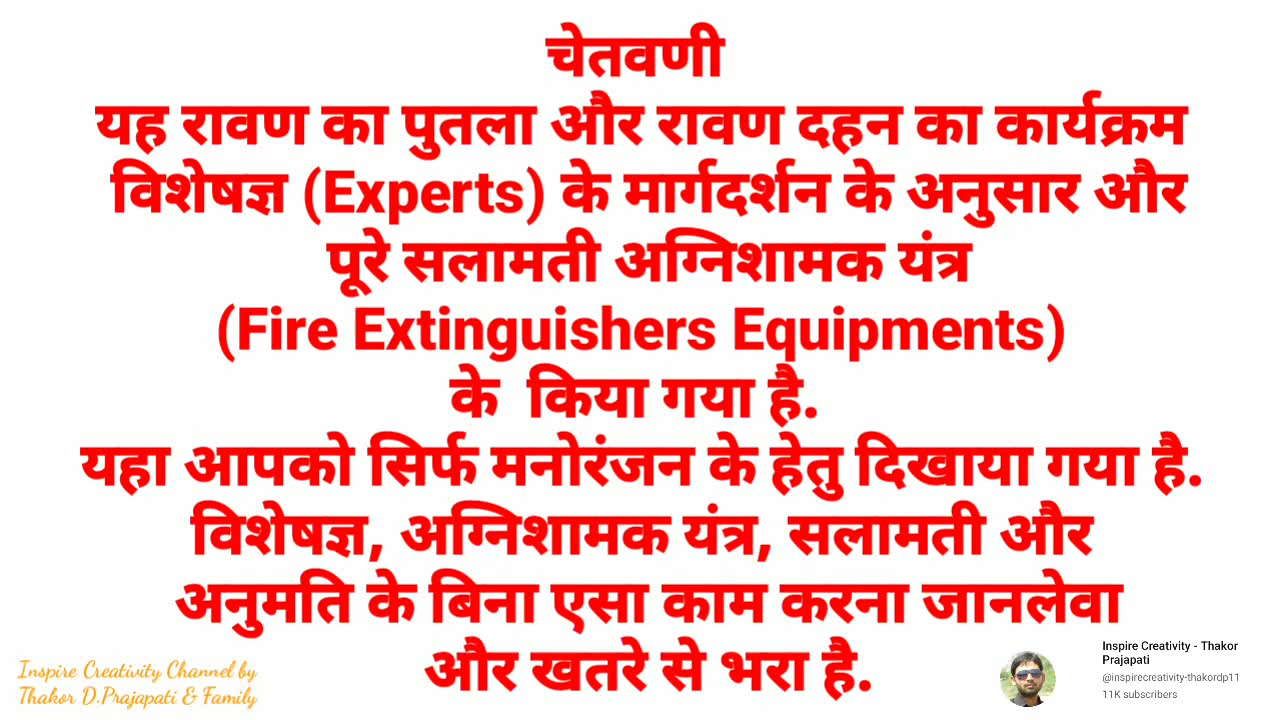 चेतवणी
यह रावण का पुतला और रावण दहन का कार्यक्रम
विशेषज्ञ (Experts) के मार्गदर्शन के अनुसार और
पूरे सलामती अग्निशामक यंत्र
(Fire Extinguishers Equipments)
के किया गया है.
यहा आपको सिर्फ मनोरंजन के हेतु दिखाया गया है.
विशेषज्ञ, अग्निशामक यंत्र, सलामती और
अनुमति के बिना एसा काम करना जानलेवा
और खतरे से भरा है.
Inspire Creativity Channel by
Thakor D.Prajapati & Family
Inspire Creativity - Thakor
Prajapati
@inspirecreativity-thakordp11
11K subscribers